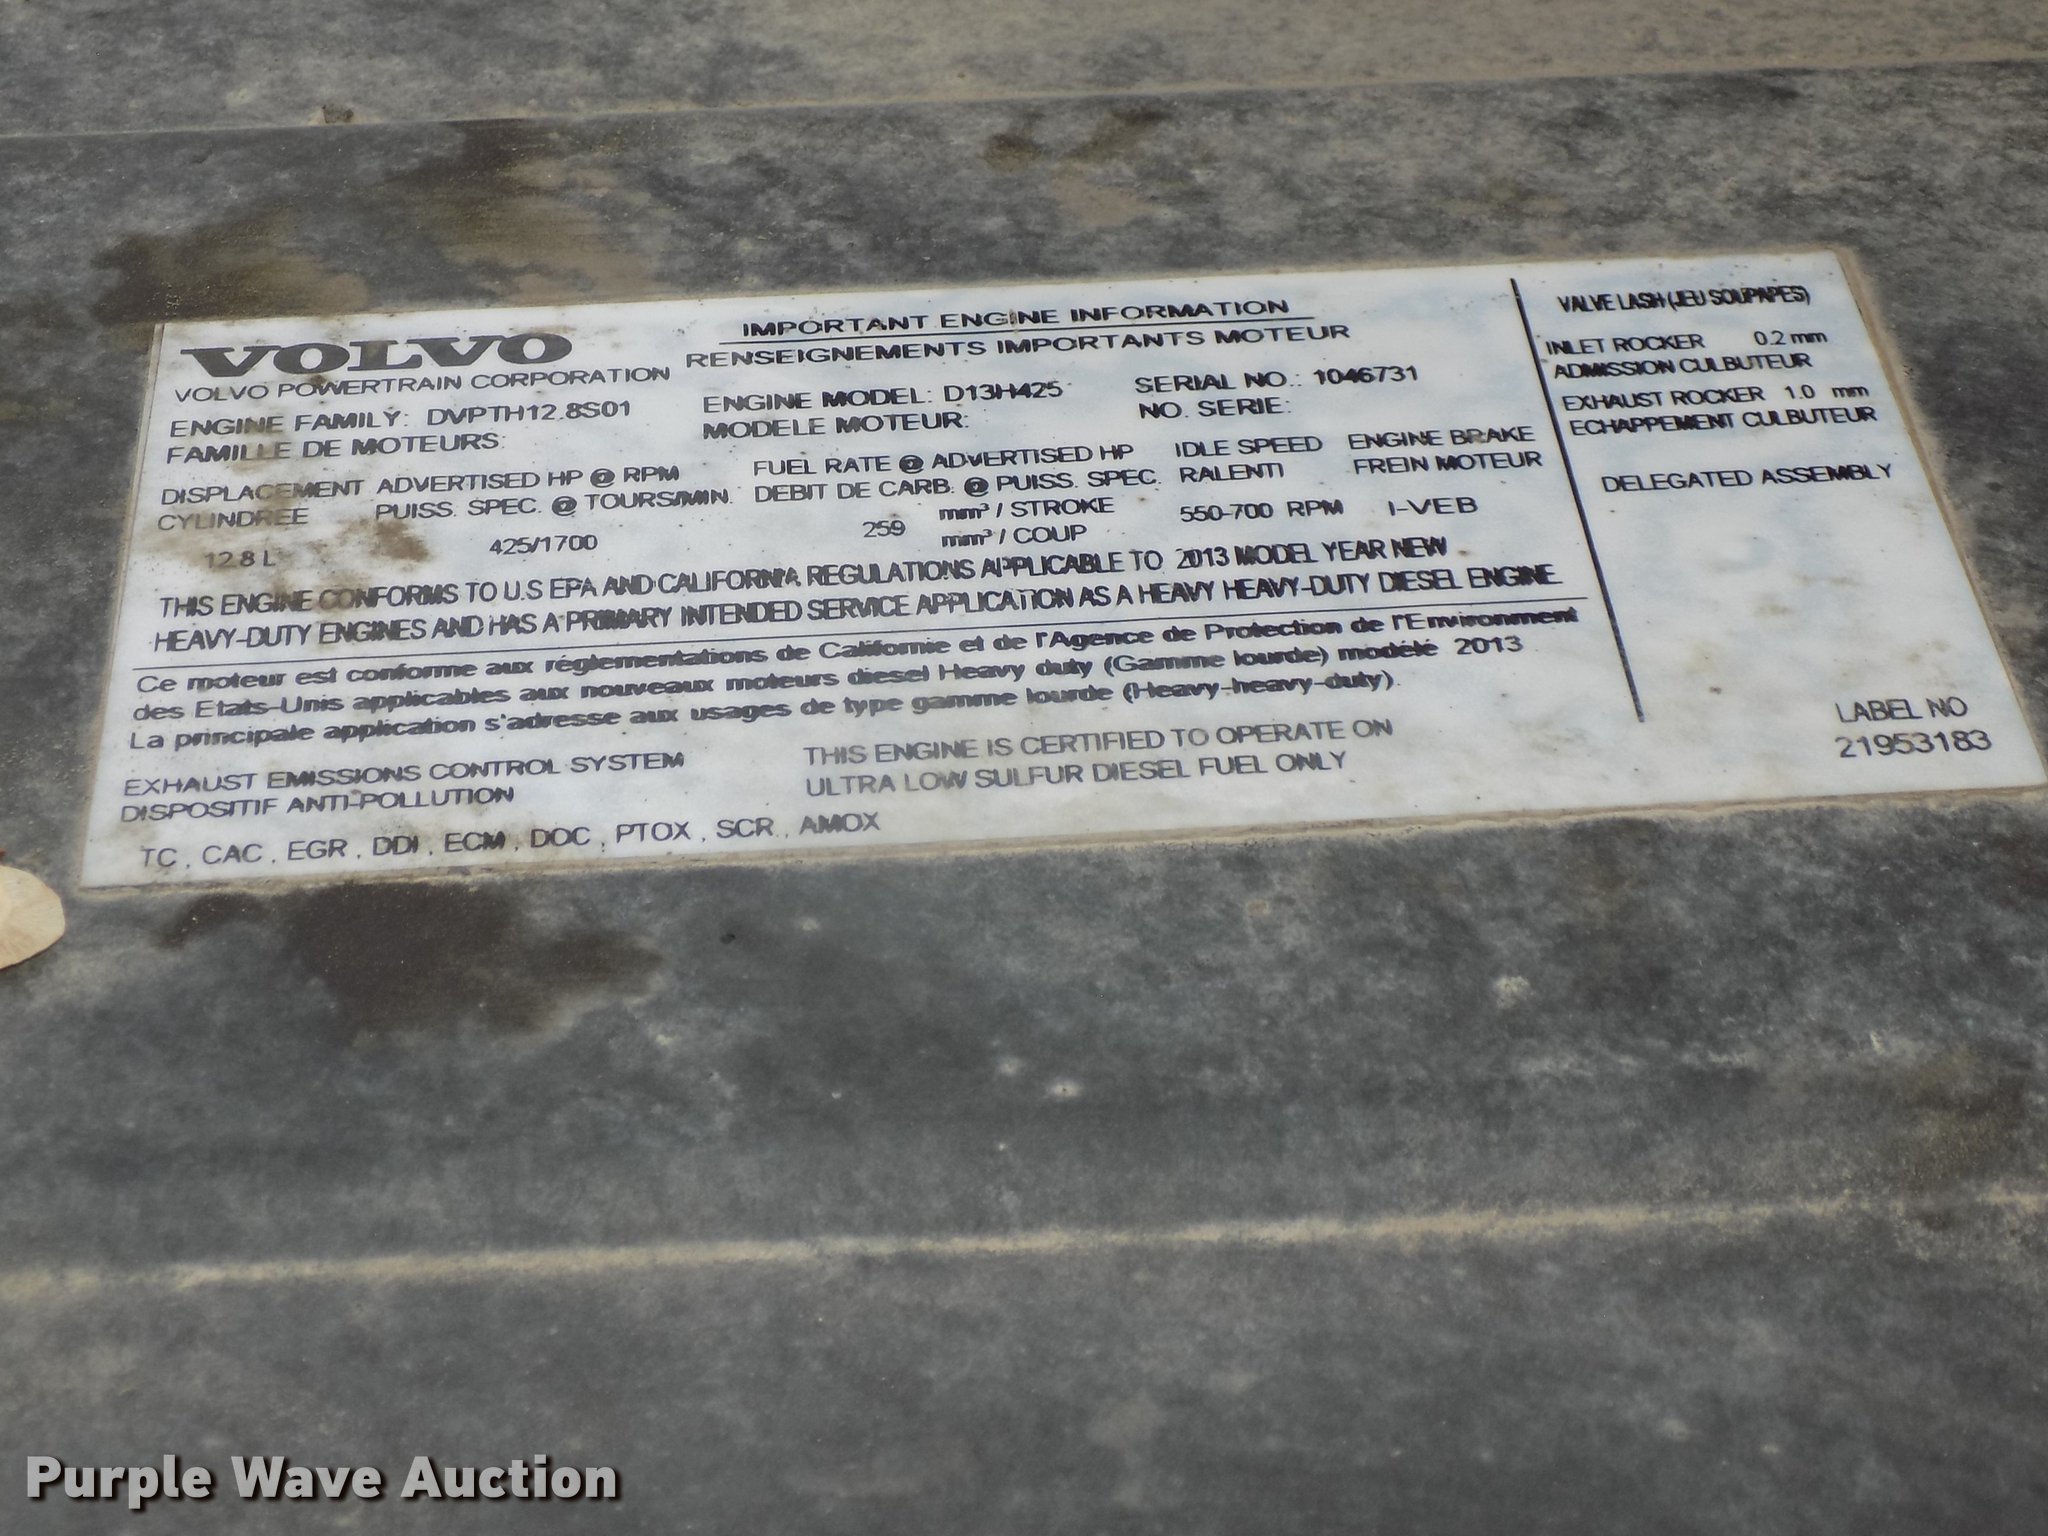 VOLVO
VOLVO POWERTRAIN CORPORATION
IMPORTANT ENGINE INFORMATION
RENSEIGNEMENTS IMPORTANTS MOTEUR
ENGINE FAMILY: DVPTH12.8S01
FAMILLE DE MOTEURS:
ENGINE MODEL: D13H425
MODELE MOTEUR:
SERIAL NO.: 1046731
NO. SERIE:
DISPLACEMENT
CYLINDREE
12.8 L
ADVERTISED HP @ RPM
PUISS. SPEC. @ TOURS/MIN.
425/1700
FUEL RATE @ ADVERTISED HP
DEBIT DE CARB. @ PUISS. SPEC.
259 mm³ / STROKE
mm³ / COUP
IDLE SPEED
RALENTI
550-700 RPM
ENGINE BRAKE
FREIN MOTEUR
I-VEB
THIS ENGINE CONFORMS TO U.S EPA AND CALIFORNIA REGULATIONS APPLICABLE TO 2013 MODEL YEAR NEW
HEAVY-DUTY ENGINES AND HAS A PRIMARY INTENDED SERVICE APPLICATION AS A HEAVY HEAVY-DUTY DIESEL ENGINE
Ce moteur est conforme aux réglementations de Californie et de l'Agence de Protection de l'Environment
des Etats-Unis applicables aux nouveaux moteurs diesel Heavy duty (Gamme lourde) modélé 2013
La principale application s'adresse aux usages de type gamme lourde (Heavy-heavy-duty).
EXHAUST EMISSIONS CONTROL SYSTEM
DISPOSITIF ANTI-POLLUTION
TC , CAC , EGR , DDI , ECM , DOC , PTOX , SCR , AMOX
THIS ENGINE IS CERTIFIED TO OPERATE ON
ULTRA LOW SULFUR DIESEL FUEL ONLY
VALVE LASH (JEU SOUPAPES)
INLET ROCKER 0.2 mm
ADMISSION CULBUTEUR
EXHAUST ROCKER 1.0 mm
ECHAPPEMENT CULBUTEUR
DELEGATED ASSEMBLY
LABEL NO
21953183
Purple Wave Auction